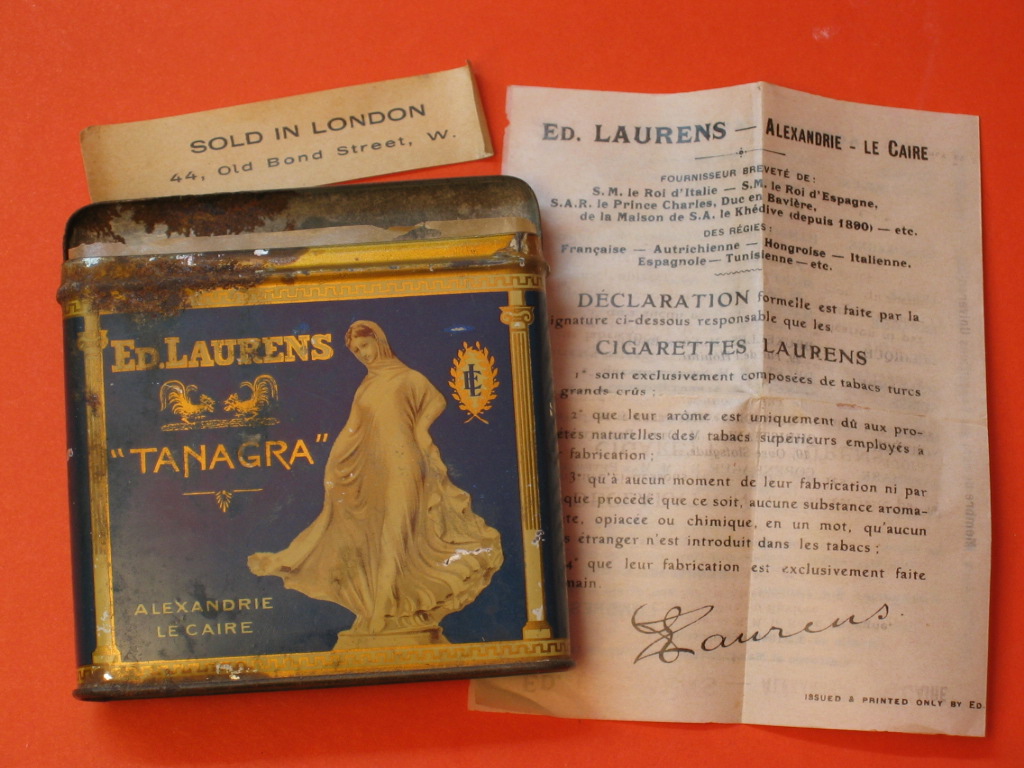 SOLD IN LONDON
44, Old Bond Street, W.
ED. LAURENS
"TANAGRA"
ALEXANDRIE
LE CAIRE
ED. LAURENS — ALEXANDRIE - LE CAIRE
FOURNISSEUR BREVETÉ DE:
S.M. le Roi d'Italie — S.M. le Roi d'Espagne,
S.A.R. le Prince Charles, Duc en Bavière,
de la Maison de S.A. le Khédive (depuis 1890) — etc.
DES RÉGIES:
Française — Autrichienne — Hongroise — Italienne.
Espagnole — Tunisienne — etc.
DÉCLARATION formelle est faite par la
ignature ci-dessous responsable que les
CIGARETTES LAURENS
1° sont exclusivement composées de tabacs turcs
grands crûs;
2° que leur arôme est uniquement dû aux pro-
étés naturelles des tabacs supérieurs employés a
fabrication;
3° qu'à aucun moment de leur fabrication ni par
que procédé que ce soit, aucune substance aroma-
te, opiacée ou chimique, en un mot, qu'aucun
s étranger n'est introduit dans les tabacs;
4° que leur fabrication est exclusivement faite
main.
Laurens
ISSUED & PRINTED ONLY BY ED.